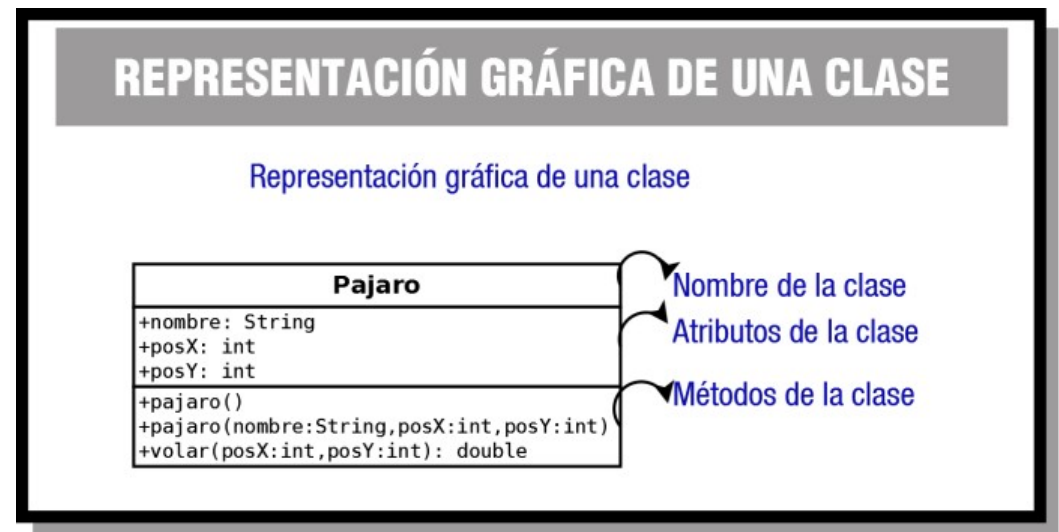 REPRESENTACIÓN GRÁFICA DE UNA CLASE
Representación gráfica de una clase
Pajaro
+nombre: String
+posX: int
+posY: int
+pajaro()
+pajaro(nombre:String,posX:int,posY:int)
+volar(posX:int,posY:int): double
Nombre de la clase
Atributos de la clase
Métodos de la clase